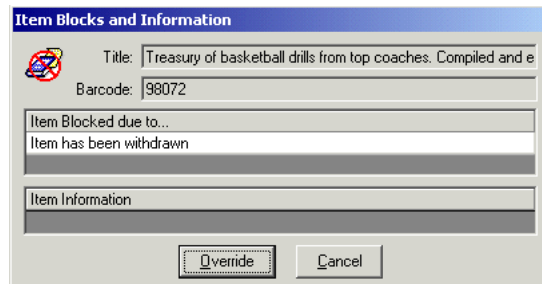 Item Blocks and Information
Title: Treasury of basketball drills from top coaches. Compiled and e
Barcode: 98072
Item Blocked due to...
Item has been withdrawn
Item Information
Override Cancel